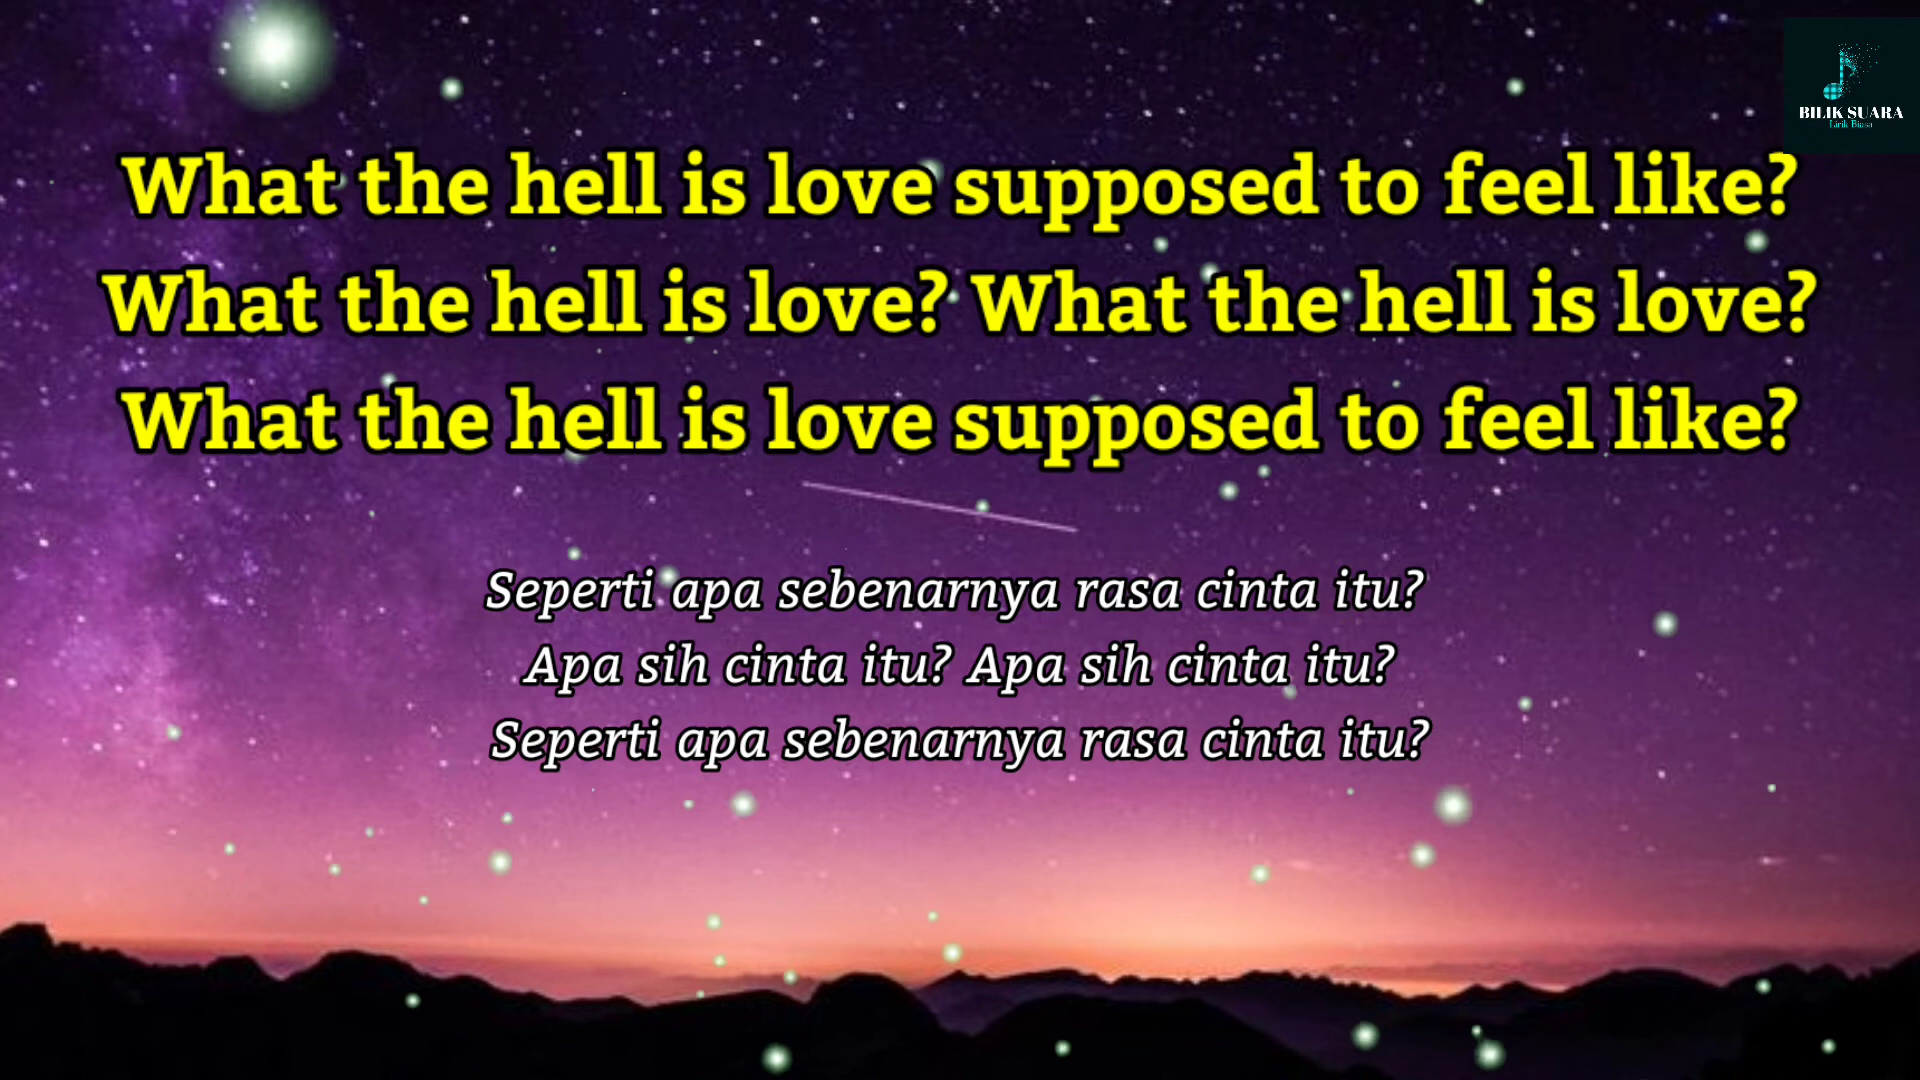 BILIK SUARA
Lirik Biasa
What the hell is love supposed to feel like?
What the hell is love? What the hell is love?
What the hell is love supposed to feel like?
Seperti apa sebenarnya rasa cinta itu?
Apa sih cinta itu? Apa sih cinta itu?
Seperti apa sebenarnya rasa cinta itu?